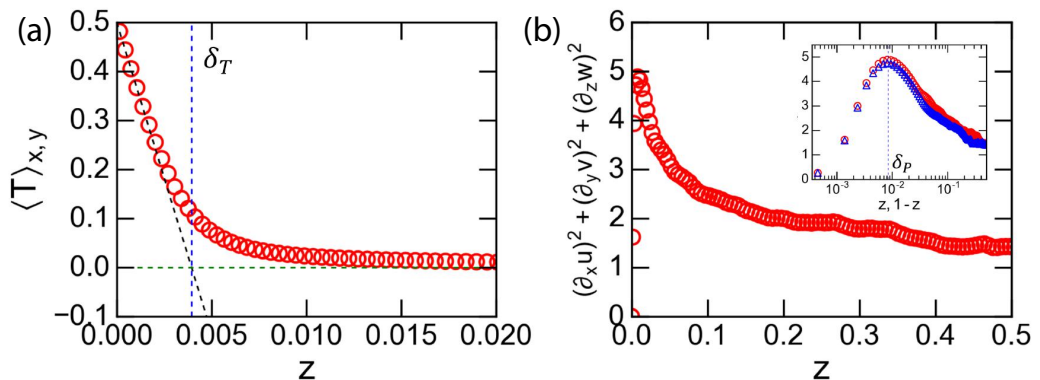 (a)
0.5
0.4
0.3
0.2
0.1
0.0
−0.1
⟨T⟩x,y
δT
0.000 0.005 0.010 0.015 0.020
z
(b)
6
5
4
3
2
1
0
(∂xu)² + (∂yv)² + (∂zw)²
0.0 0.1 0.2 0.3 0.4 0.5
z
5
4
3
2
1
0
δP
10⁻³ 10⁻² 10⁻¹
z, 1-z